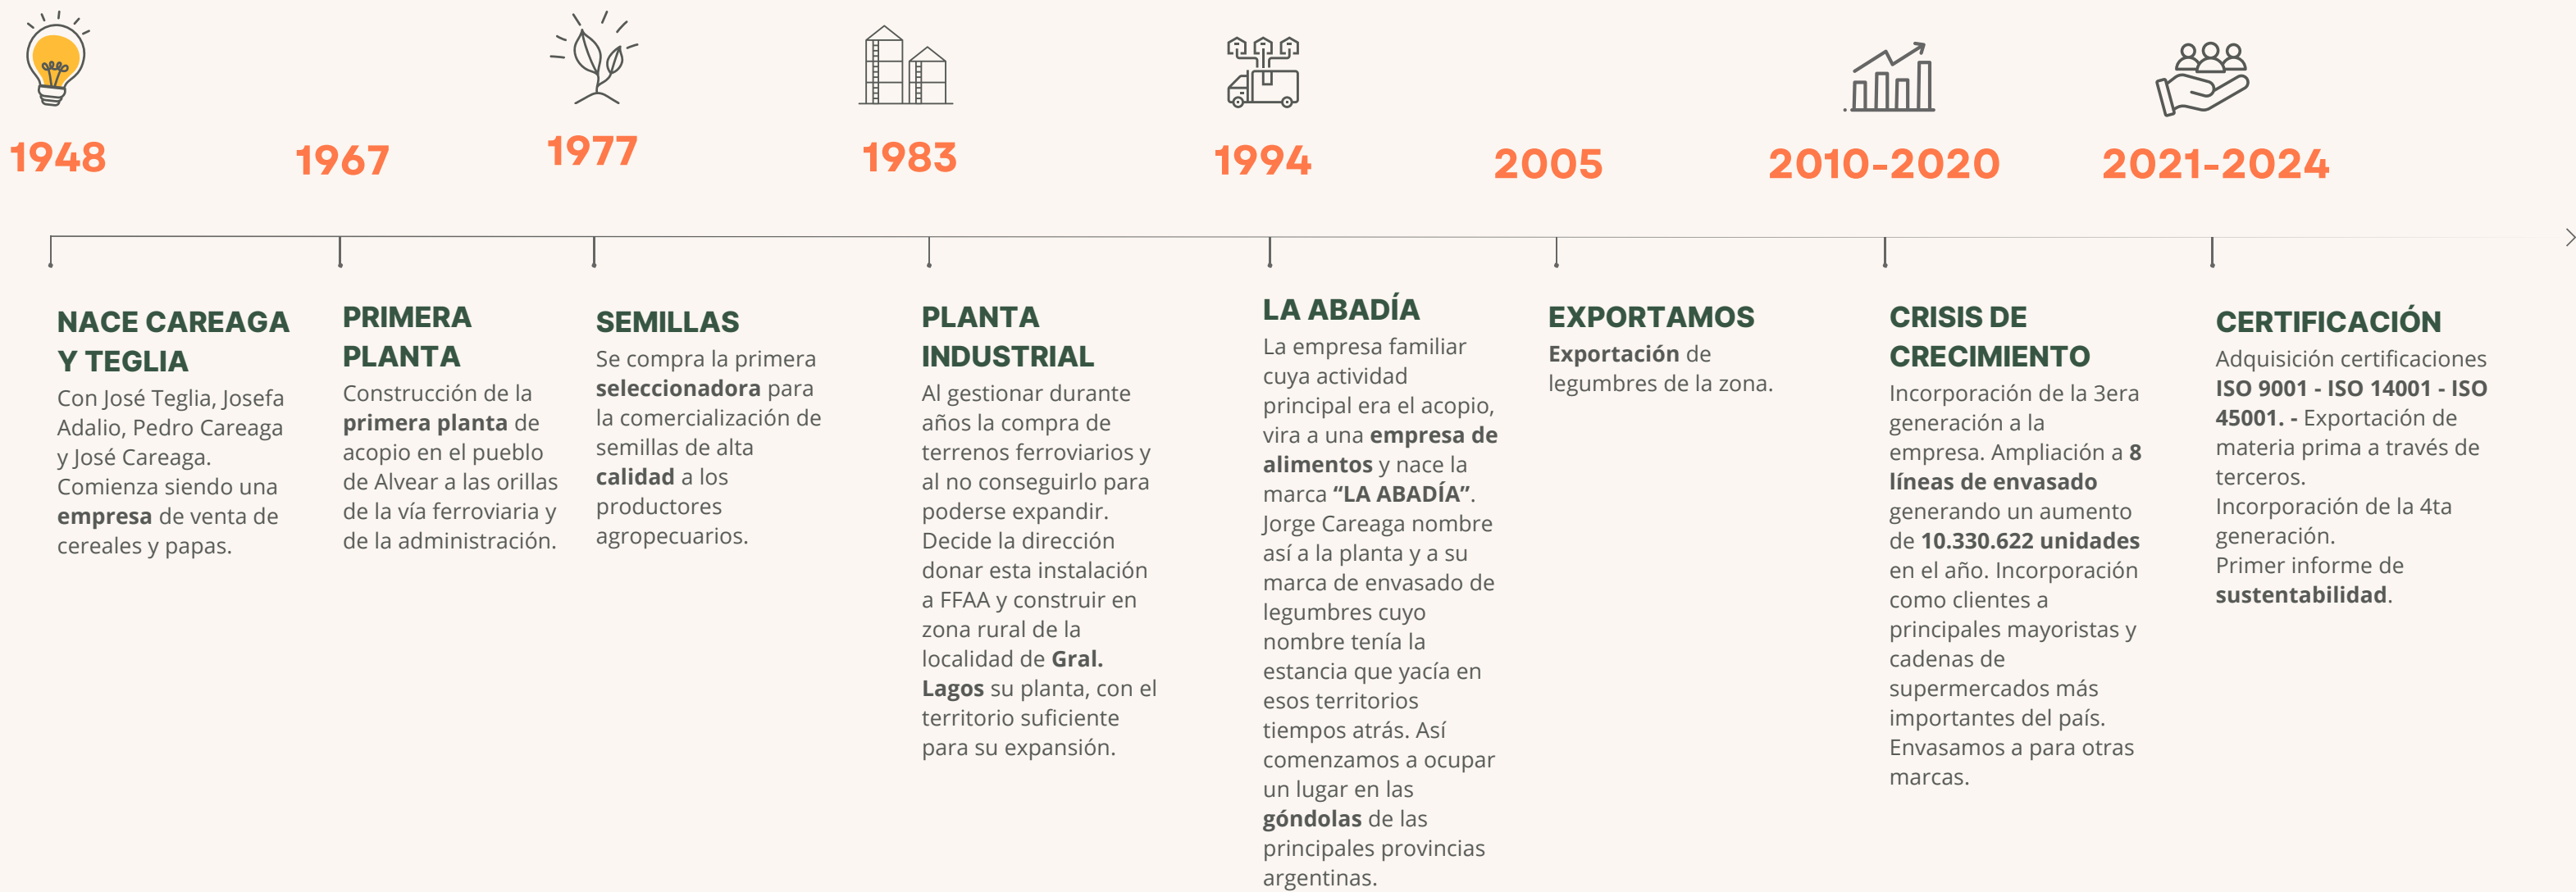 1948
1967
1977
1983
1994
2005
2010-2020
2021-2024
NACE CAREAGA
Y TEGLIA
Con José Teglia, Josefa
Adalio, Pedro Careaga
y José Careaga.
Comienza siendo una
empresa de venta de
cereales y papas.
PRIMERA
PLANTA
Construcción de la
primera planta de
acopio en el pueblo
de Alvear a las orillas
de la vía ferroviaria y
de la administración.
SEMILLAS
Se compra la primera
seleccionadora para
la comercialización de
semillas de alta
calidad a los
productores
agropecuarios.
PLANTA
INDUSTRIAL
Al gestionar durante
años la compra de
terrenos ferroviarios y
al no conseguirlo para
poderse expandir.
Decide la dirección
donar esta instalación
a FFAA y construir en
zona rural de la
localidad de Gral.
Lagos su planta, con el
territorio suficiente
para su expansión.
LA ABADÍA
La empresa familiar
cuya actividad
principal era el acopio,
vira a una empresa de
alimentos y nace la
marca “LA ABADÍA”.
Jorge Careaga nombre
así a la planta y a su
marca de envasado de
legumbres cuyo
nombre tenía la
estancia que yacía en
esos territorios
tiempos atrás. Así
comenzamos a ocupar
un lugar en las
góndolas de las
principales provincias
argentinas.
EXPORTAMOS
Exportación de
legumbres de la zona.
CRISIS DE
CRECIMIENTO
Incorporación de la 3era
generación a la
empresa. Ampliación a 8
líneas de envasado
generando un aumento
de 10.330.622 unidades
en el año. Incorporación
como clientes a
principales mayoristas y
cadenas de
supermercados más
importantes del país.
Envasamos a para otras
marcas.
CERTIFICACIÓN
Adquisición certificaciones
ISO 9001 - ISO 14001 - ISO
45001. - Exportación de
materia prima a través de
terceros.
Incorporación de la 4ta
generación.
Primer informe de
sustentabilidad.